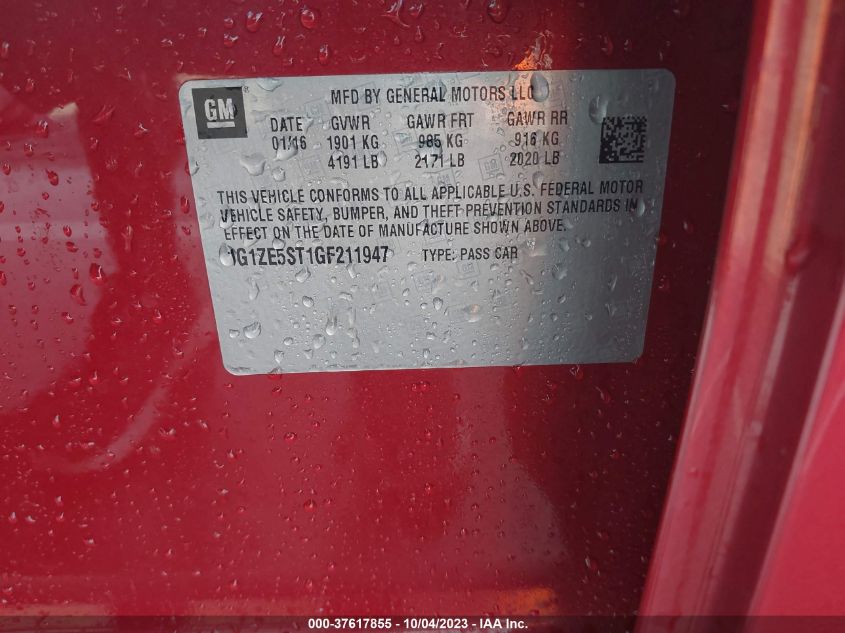 GM
MFD BY GENERAL MOTORS LLC
DATE GVWR GAWR FRT GAWR RR
01/16 1901 KG 985 KG 916 KG
4191 LB 2171 LB 2020 LB
THIS VEHICLE CONFORMS TO ALL APPLICABLE U.S. FEDERAL MOTOR
VEHICLE SAFETY, BUMPER, AND THEFT PREVENTION STANDARDS IN
EFFECT ON THE DATE OF MANUFACTURE SHOWN ABOVE.
1G1ZE5ST1GF211947 TYPE: PASS CAR
000-37617855 - 10/04/2023 - IAA Inc.